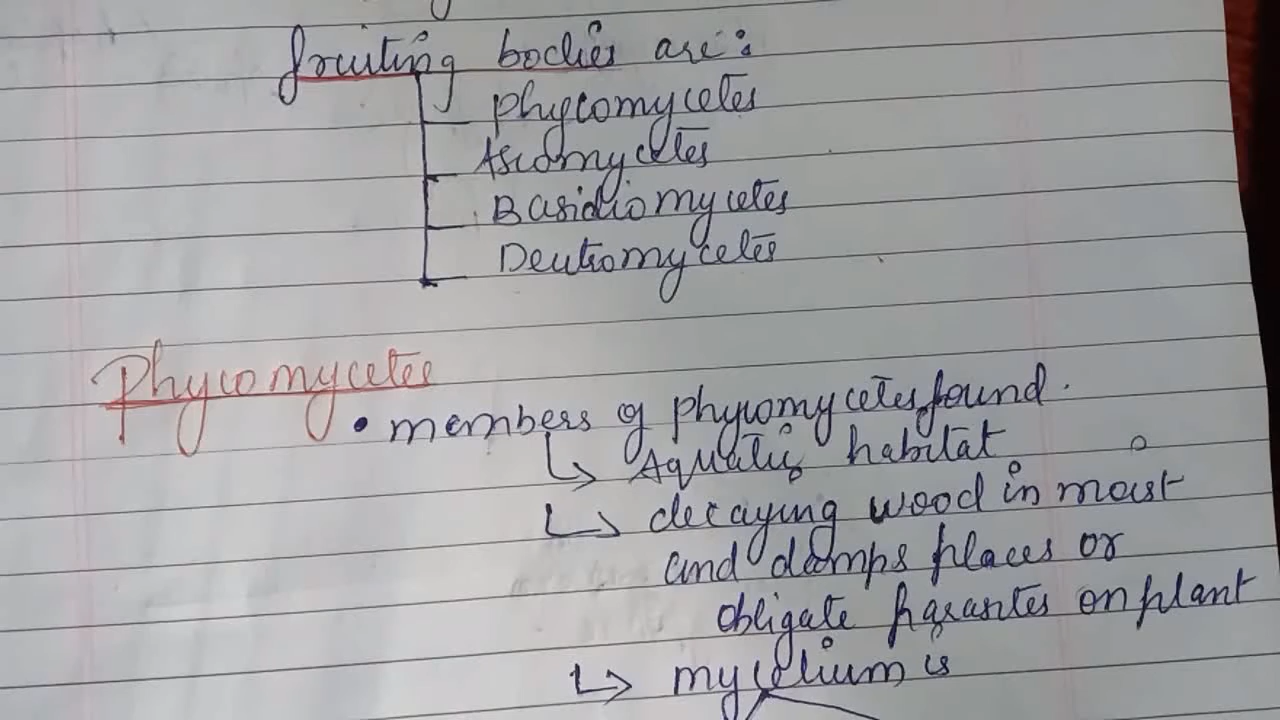 fruiting bodies are:
Phycomycetes
Ascomycetes
Basidiomycetes
Deutromycetes
Phycomycetes
• members of phycomycetes found.
↳ Aquatic habitat
↳ decaying wood in moist
and damps places or
obligate parasites on plant
↳ mycelium is